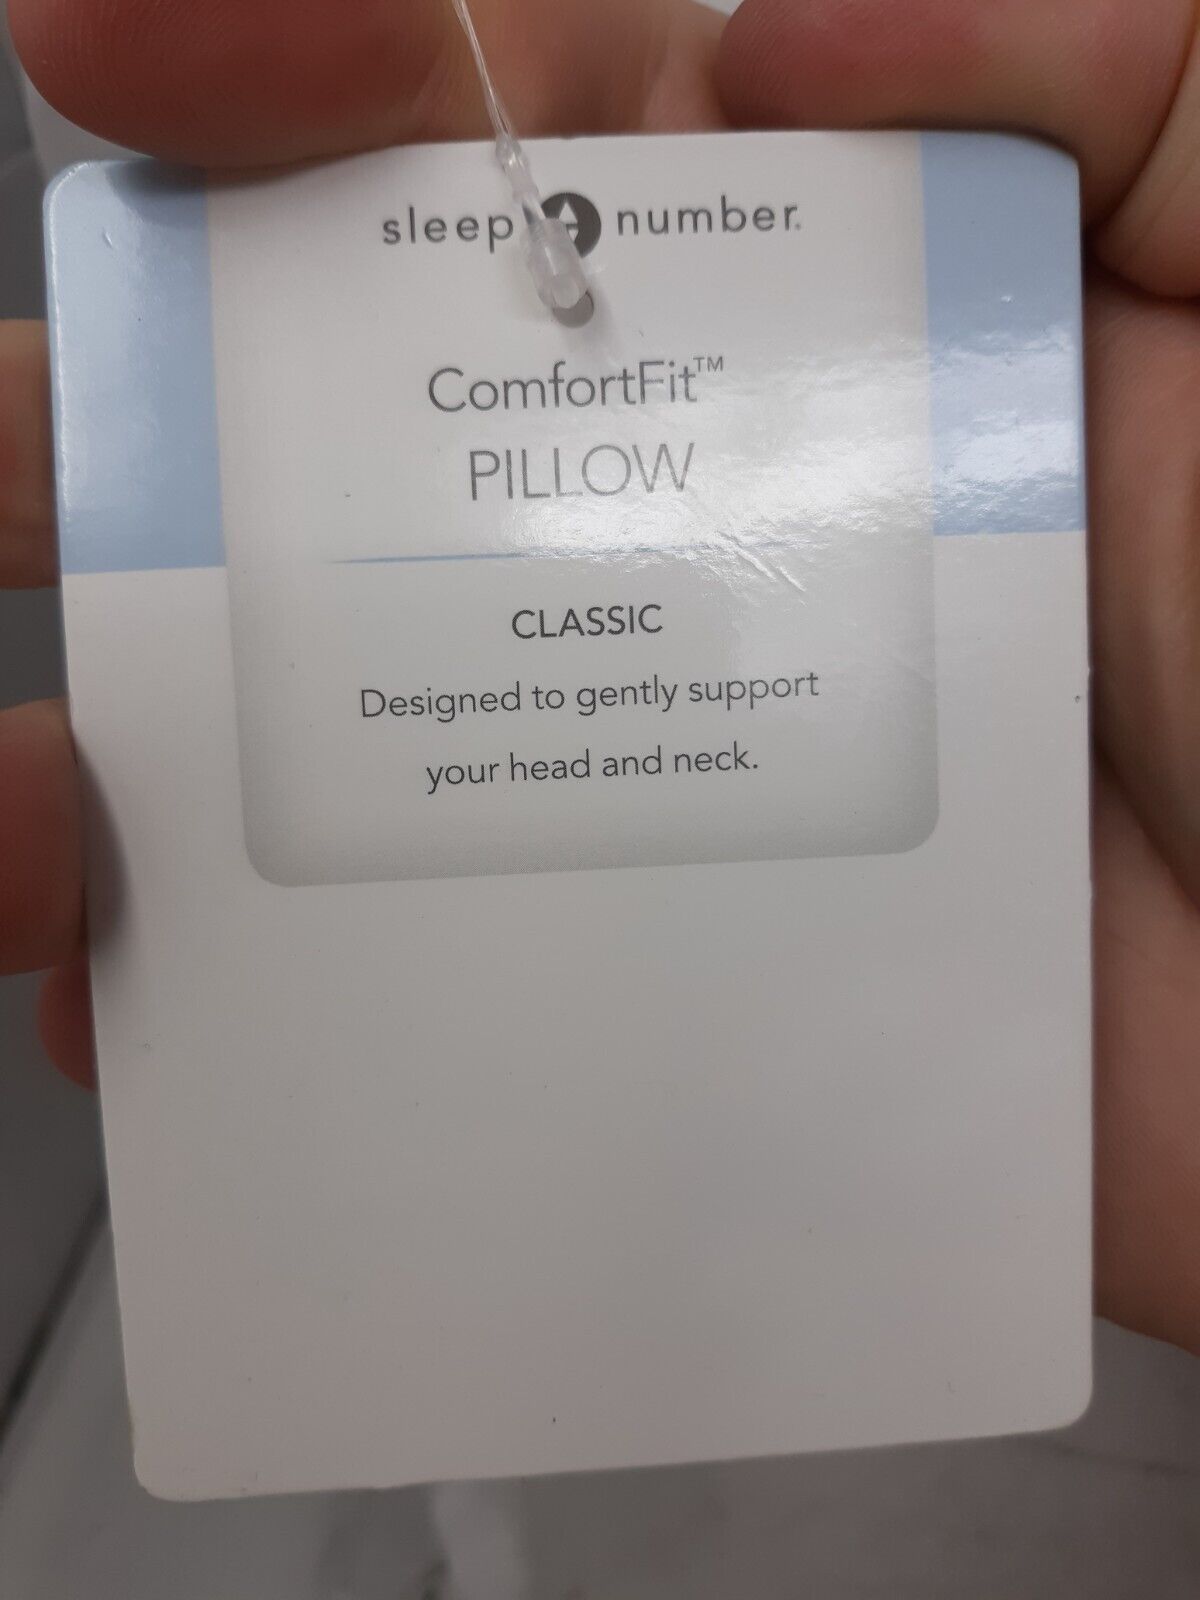 sleep number.
ComfortFit™
PILLOW
CLASSIC
Designed to gently support
your head and neck.